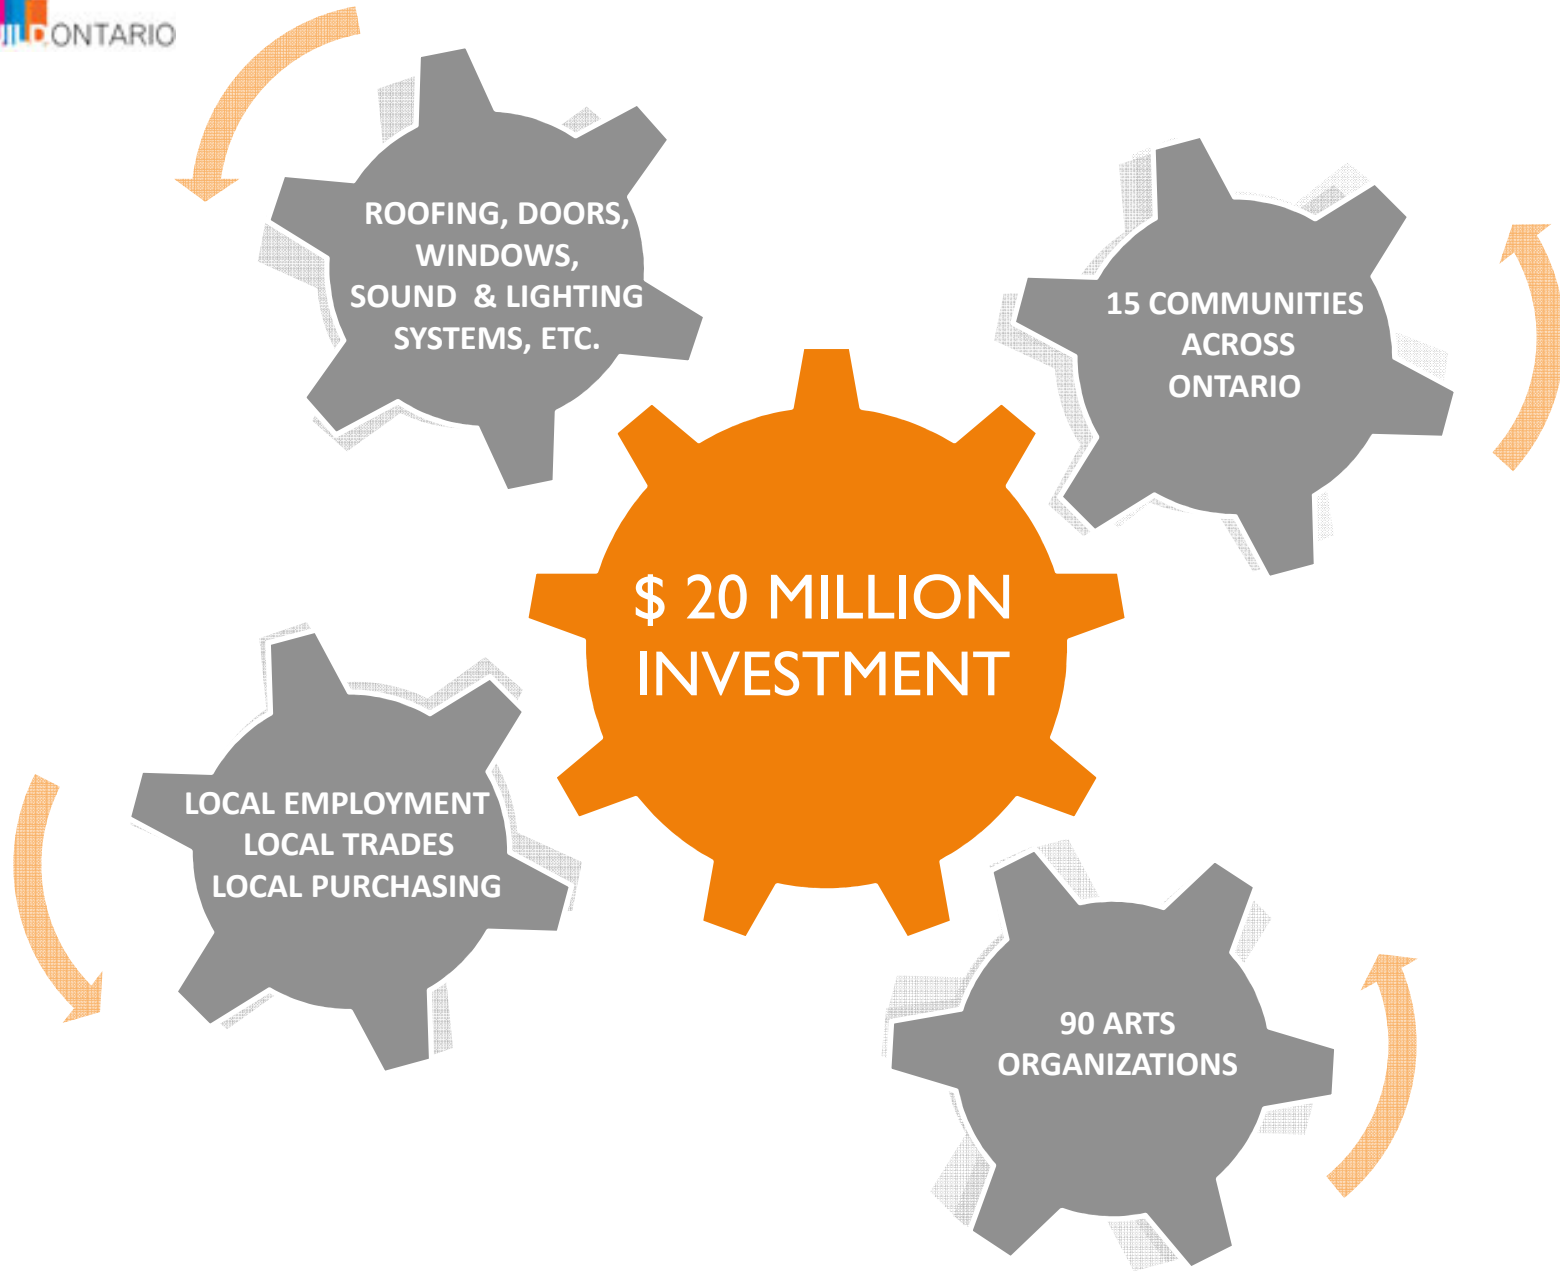 ONTARIO
ROOFING, DOORS,
WINDOWS,
SOUND & LIGHTING
SYSTEMS, ETC.
15 COMMUNITIES
ACROSS
ONTARIO
$ 20 MILLION
INVESTMENT
LOCAL EMPLOYMENT
LOCAL TRADES
LOCAL PURCHASING
90 ARTS
ORGANIZATIONS